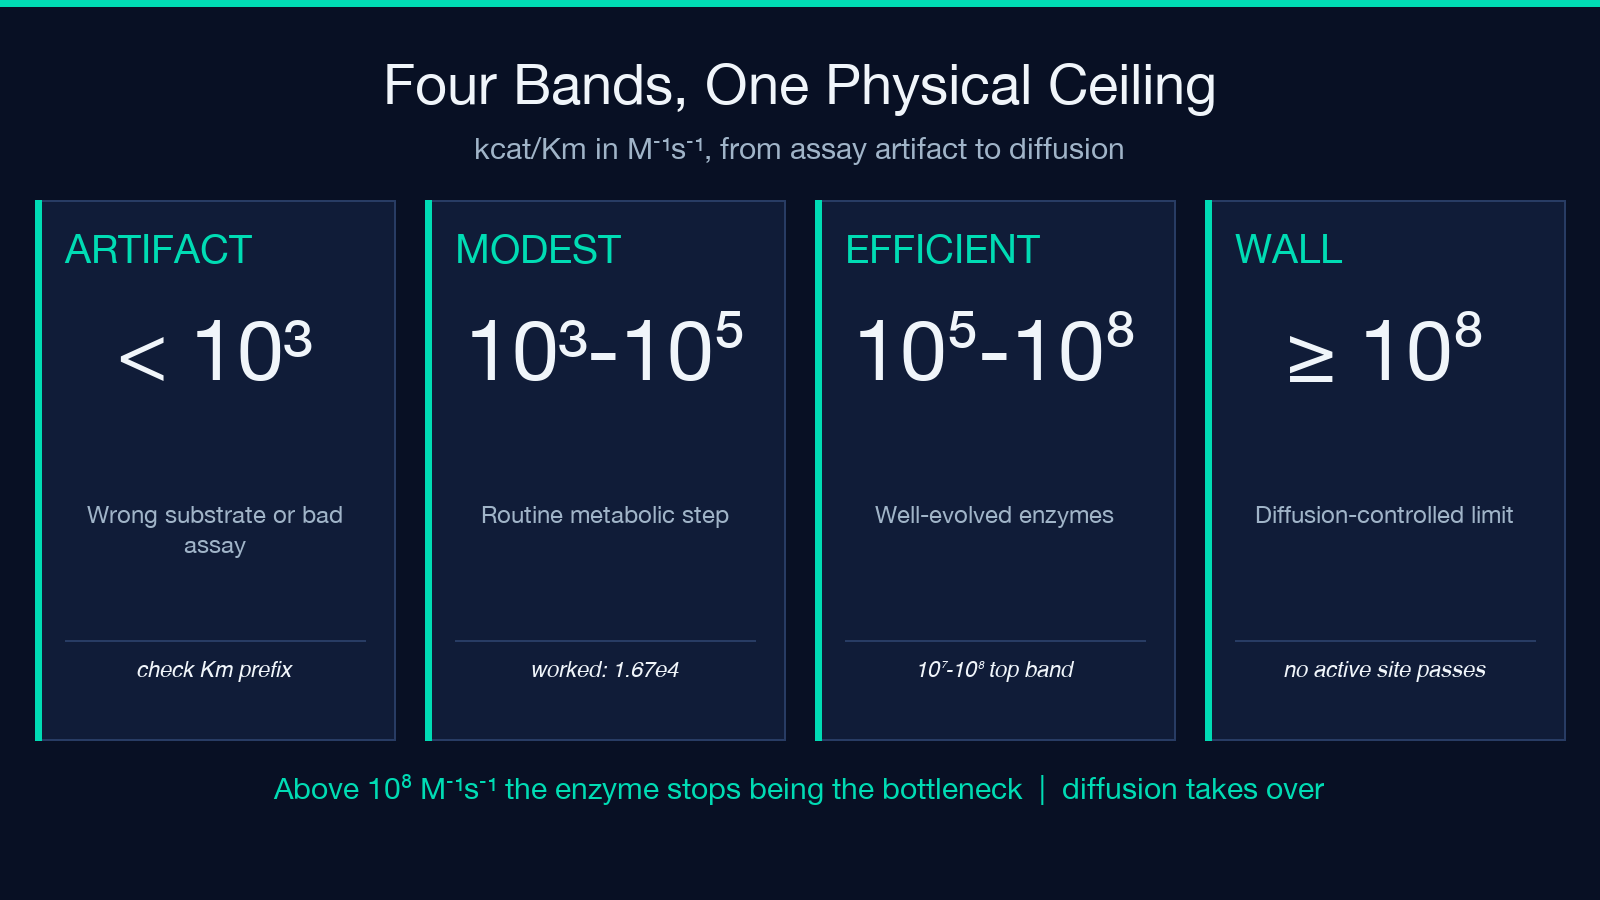 Four Bands, One Physical Ceiling
kcat/Km in M⁻¹s⁻¹, from assay artifact to diffusion
ARTIFACT
< 10³
Wrong substrate or bad
assay
check Km prefix
MODEST
10³-10⁵
Routine metabolic step
worked: 1.67e4
EFFICIENT
10⁵-10⁸
Well-evolved enzymes
10⁷-10⁸ top band
WALL
≥ 10⁸
Diffusion-controlled limit
no active site passes
Above 10⁸ M⁻¹s⁻¹ the enzyme stops being the bottleneck | diffusion takes over